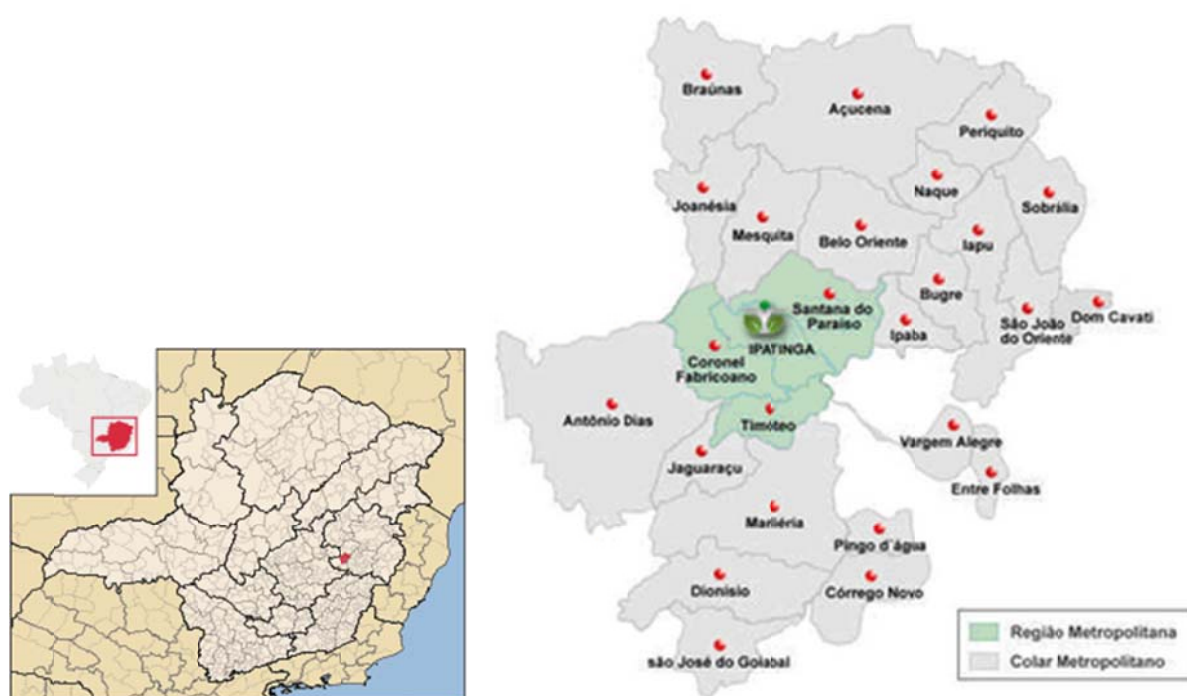 Braúnas
Açucena
Periquito
Naque
Joanésia
Sobrália
Mesquita
Belo Oriente
Iapu
Bugre
Santana do
Paraíso
Ipaba
São João
do Oriente
Dom Cavati
IPATINGA
Coronel
Fabricoano
Antônio Dias
Timóteo
Vargem Alegre
Jaguaraçu
Entre Folhas
Marliéria
Pingo d´água
Dionísio
Córrego Novo
são José do Goiabal
Região Metropolitana
Colar Metropolitano